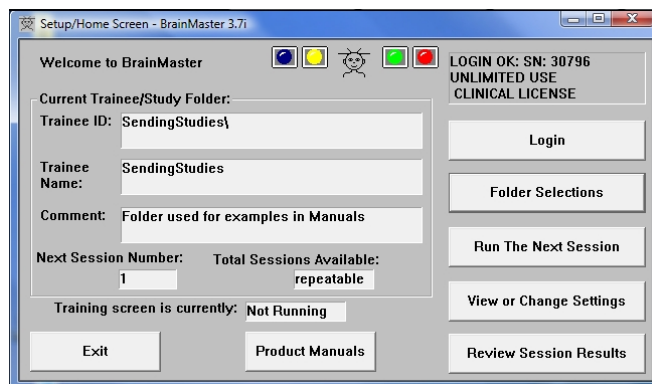 Setup/Home Screen - BrainMaster 3.7i
Welcome to BrainMaster
LOGIN OK: SN: 30796
UNLIMITED USE
CLINICAL LICENSE
Current Trainee/Study Folder:
Trainee ID: SendingStudies\
Trainee
Name: SendingStudies
Comment: Folder used for examples in Manuals
Next Session Number: Total Sessions Available:
1 repeatable
Training screen is currently: Not Running
Exit
Product Manuals
Login
Folder Selections
Run The Next Session
View or Change Settings
Review Session Results